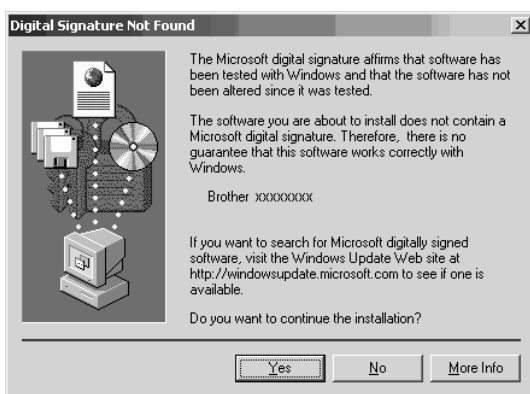 Digital Signature Not Found
The Microsoft digital signature affirms that software has
been tested with Windows and that the software has not
been altered since it was tested.
The software you are about to install does not contain a
Microsoft digital signature. Therefore, there is no
guarantee that this software works correctly with
Windows.
Brother xxxxxxxx
If you want to search for Microsoft digitally signed
software, visit the Windows Update Web site at
http://windowsupdate.microsoft.com to see if one is
available.
Do you want to continue the installation?
Yes
No
More Info